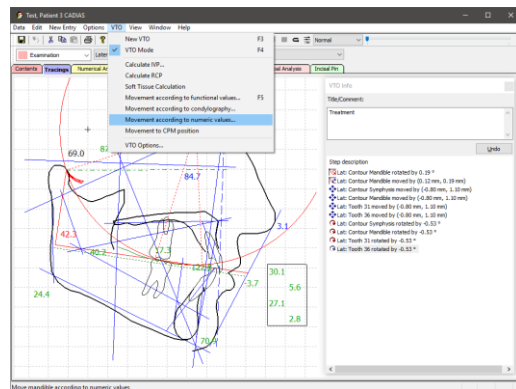 Test, Patient 3 CADIAS
Data Edit New Entry Options VTO View Window Help
Normal
Examination
Contents Tracings Numerical An Analysis Incisal Pin
New VTO F3
VTO Mode F4
Calculate IVP...
Calculate RCP
Soft Tissue Calculation
Movement according to functional values... F5
Movement according to condylography...
Movement according to numeric values...
Movement to CPM position
VTO Options...
VTO Info
Title/Comment:
Treatment
Undo
Step description
Lat: Contour Mandible rotated by 0.19 °
Lat: Contour Mandible moved by (0.12 mm, 0.19 mm)
Lat: Contour Symphysis moved by (-0.80 mm, 1.10 mm)
Lat: Contour Mandible moved by (-0.80 mm, 1.10 mm)
Lat: Tooth 31 moved by (-0.80 mm, 1.10 mm)
Lat: Tooth 36 moved by (-0.80 mm, 1.10 mm)
Lat: Contour Symphysis rotated by -0.53 °
Lat: Contour Mandible rotated by -0.53 °
Lat: Tooth 31 rotated by -0.53 °
Lat: Tooth 36 rotated by -0.53 °
69.0
84.7
3.1
42.3
40.7
17.3
-3.7
30.1
5.6
27.1
2.8
24.4
Move mandible according to numeric values